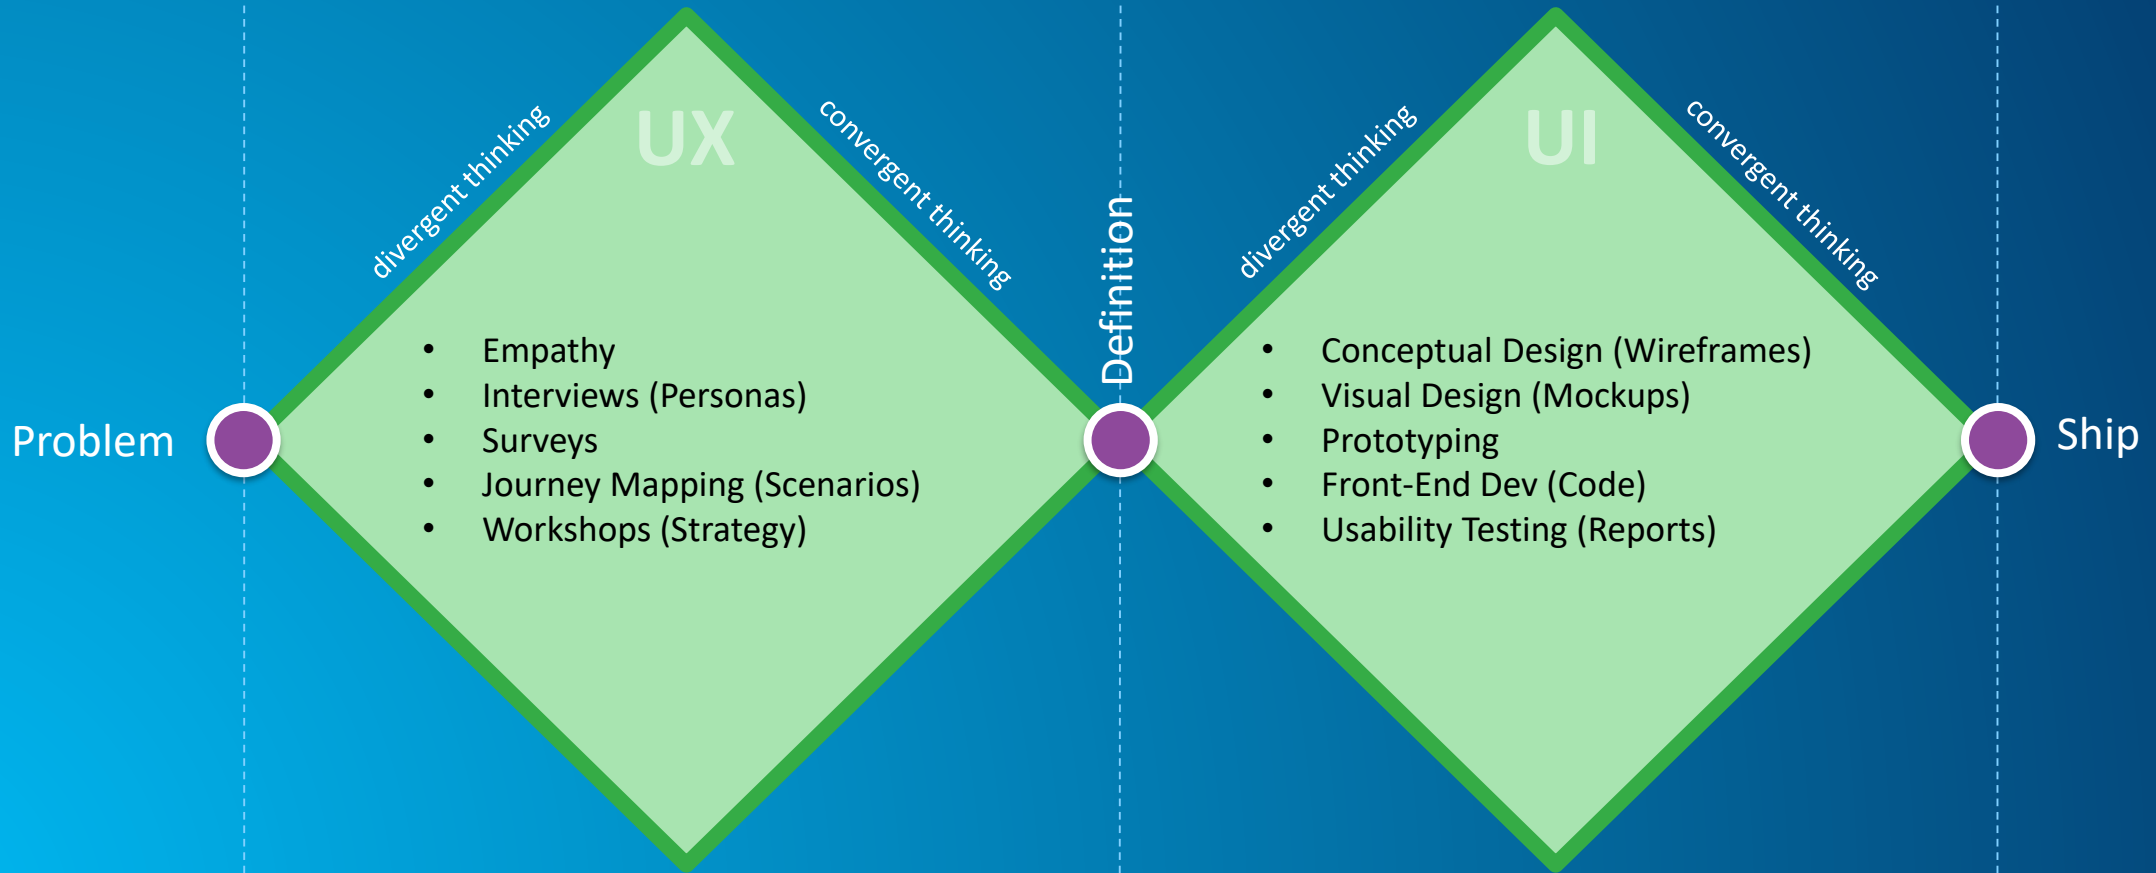 Problem
UX
divergent thinking
convergent thinking
• Empathy
• Interviews (Personas)
• Surveys
• Journey Mapping (Scenarios)
• Workshops (Strategy)
Definition
UI
divergent thinking
convergent thinking
• Conceptual Design (Wireframes)
• Visual Design (Mockups)
• Prototyping
• Front-End Dev (Code)
• Usability Testing (Reports)
Ship